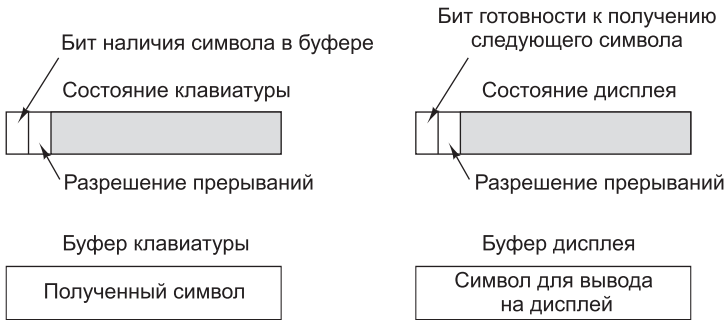 Бит наличия символа в буфере
Состояние клавиатуры
Разрешение прерываний
Буфер клавиатуры
Полученный символ
Бит готовности к получению
следующего символа
Состояние дисплея
Разрешение прерываний
Буфер дисплея
Символ для вывода
на дисплей